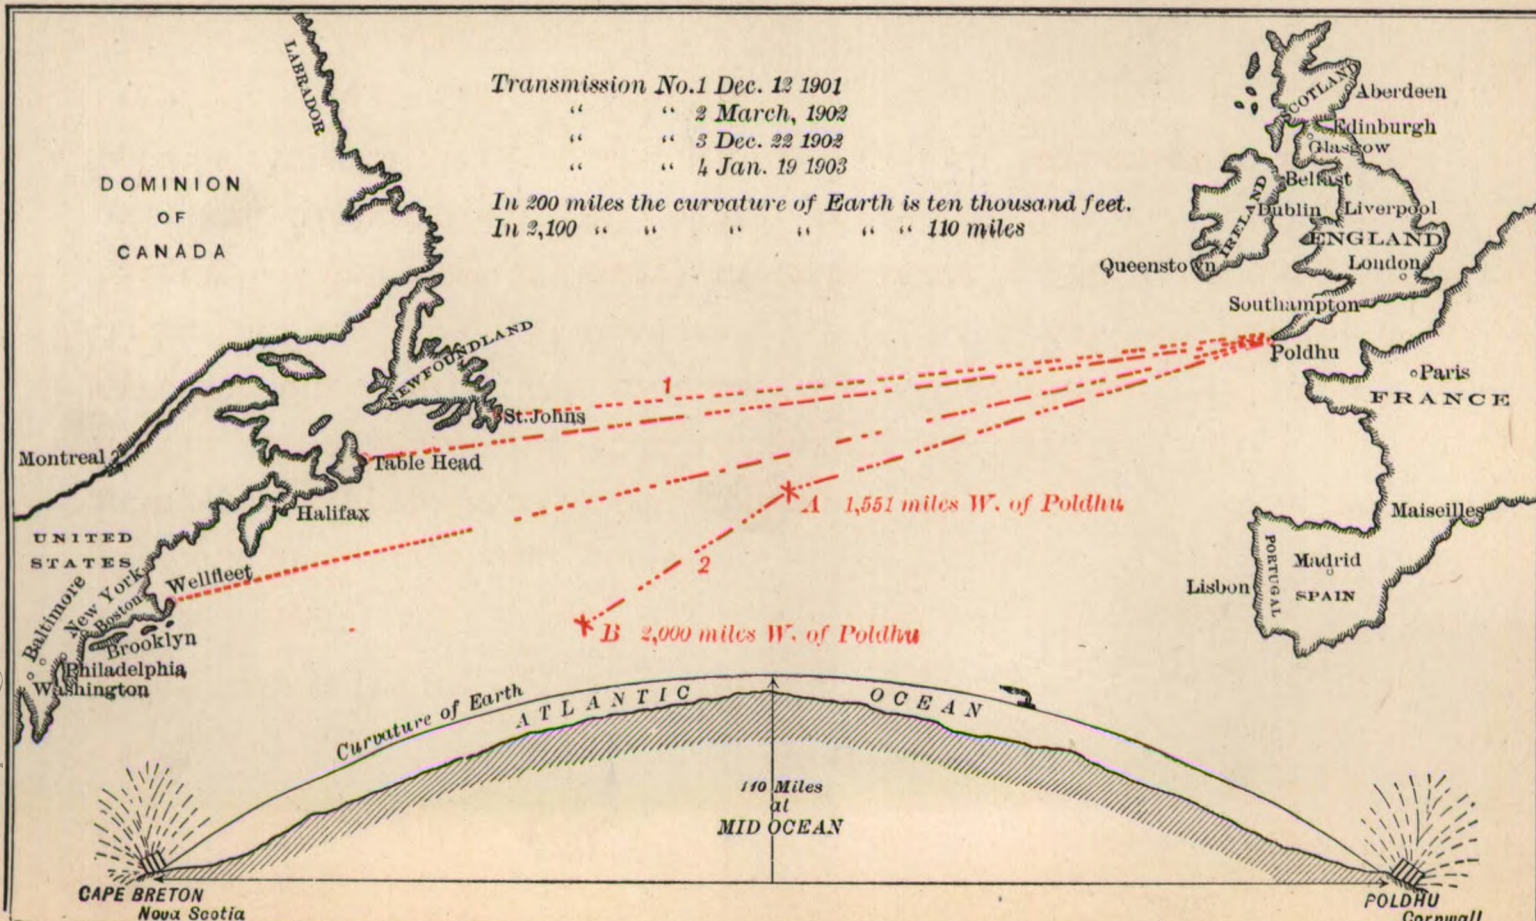 Transmission No.1 Dec. 12 1901
“ “ 2 March, 1902
“ “ 3 Dec. 22 1902
“ “ 4 Jan. 19 1903
In 200 miles the curvature of Earth is ten thousand feet.
In 2,100 “ “ “ “ “ “ 110 miles
LABRADOR
DOMINION
OF
CANADA
NEWFOUNDLAND
St. Johns
Montreal
Table Head
Halifax
UNITED
STATES
Wellfleet
Baltimore
New York
Boston
Brooklyn
Philadelphia
Washington
COTLAND
Aberdeen
Edinburgh
Glasgow
Belfast
IRELAND
Dublin
Liverpool
ENGLAND
Queenstown
London
Southampton
Poldhu
Paris
FRANCE
Maiseilles
PORTUGAL
Madrid
Lisbon
SPAIN
1
A 1,551 miles W. of Poldhu
2
B 2,000 miles W. of Poldhu
Curvature of Earth
ATLANTIC OCEAN
110 Miles
at
MID OCEAN
CAPE BRETON
Nova Scotia
POLDHU
Cornwall